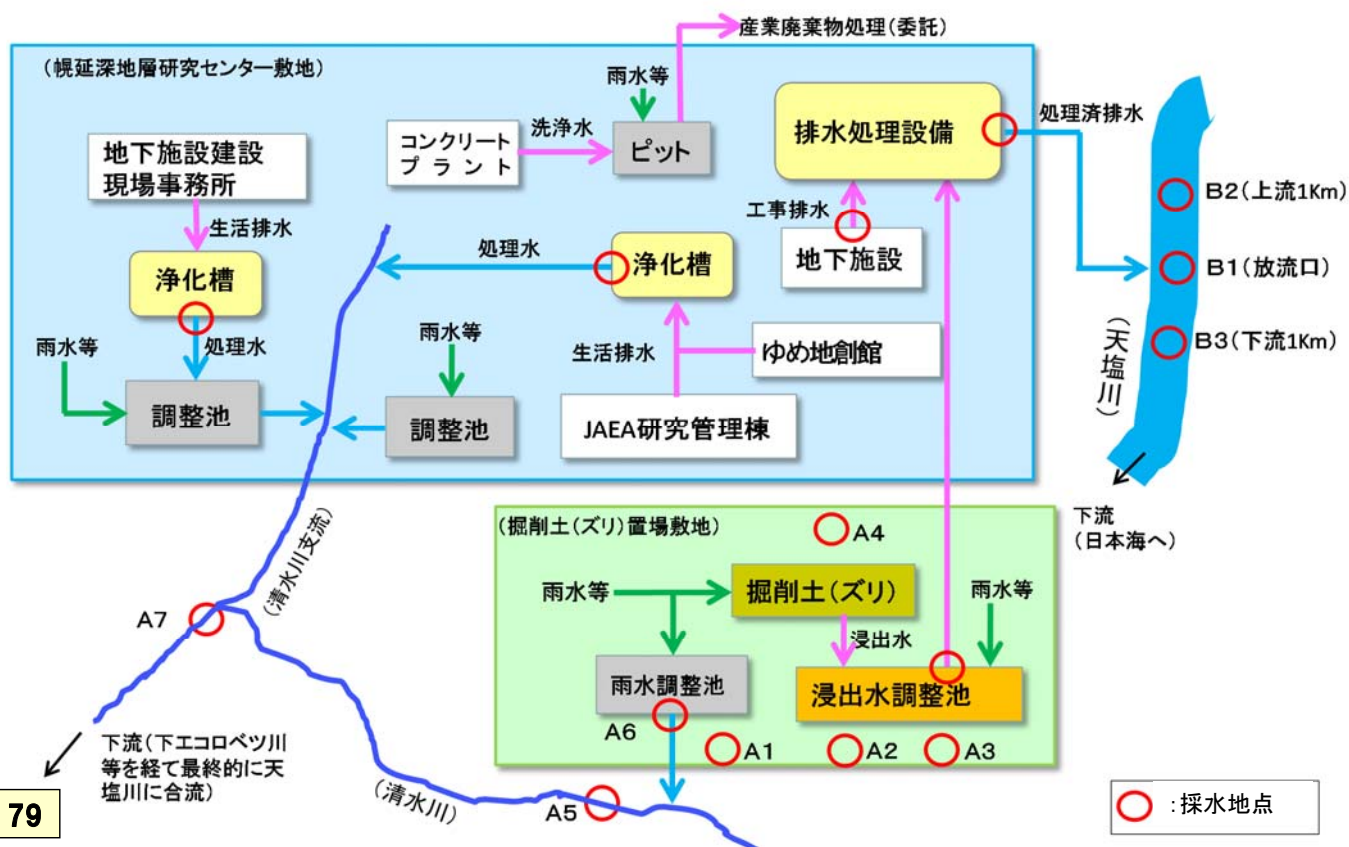 産業廃棄物処理(委託)
(幌延深地層研究センター敷地)
雨水等
地下施設建設
現場事務所
コンクリート
プラント
洗浄水
ピット
排水処理設備
処理済排水
生活排水
工事排水
B2(上流1Km)
浄化槽
処理水
浄化槽
地下施設
B1(放流口)
雨水等
処理水
雨水等
生活排水
ゆめ地創館
B3(下流1Km)
(天塩川)
調整池
調整池
JAEA研究管理棟
下流
(日本海へ)
(清水川支流)
(掘削土(ズリ)置場敷地)
A4
雨水等
掘削土(ズリ)
雨水等
A7
浸出水
雨水調整池
浸出水調整池
A6
A1
A2
A3
下流(下エコロベツ川
等を経て最終的に天
塩川に合流)
(清水川)
A5
79
:採水地点